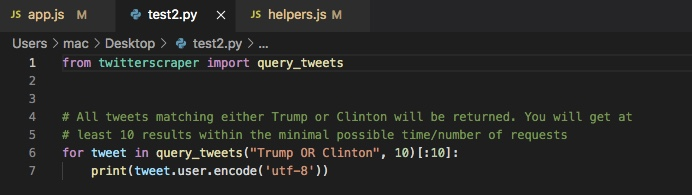 JS app.js M test2.py × JS helpers.js M
Users > mac > Desktop > test2.py > ...
1 from twitterscraper import query_tweets
2
3
4 # All tweets matching either Trump or Clinton will be returned. You will get at
5 # least 10 results within the minimal possible time/number of requests
6 for tweet in query_tweets("Trump OR Clinton", 10)[:10]:
7 print(tweet.user.encode('utf-8'))